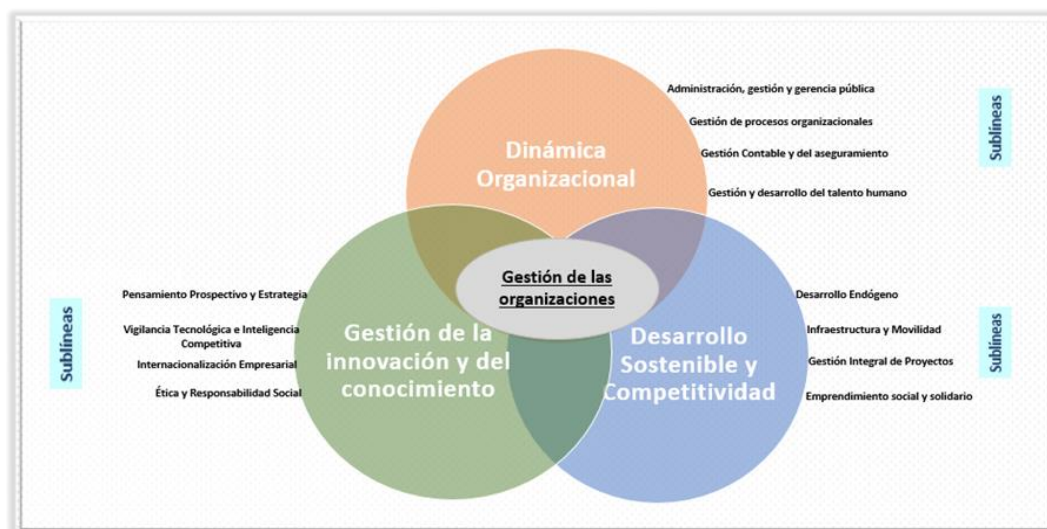 Administración, gestión y gerencia pública
Gestión de procesos organizacionales
Gestión Contable y del aseguramiento
Gestión y desarrollo del talento humano
Sublíneas
Dinámica
Organizacional
Gestión de las
organizaciones
Sublíneas
Pensamiento Prospectivo y Estrategia
Vigilancia Tecnológica e Inteligencia
Competitiva
Internacionalización Empresarial
Ética y Responsabilidad Social
Gestión de la
innovación y del
conocimiento
Desarrollo
Sostenible y
Competitividad
Desarrollo Endógeno
Infraestructura y Movilidad
Gestión Integral de Proyectos
Emprendimiento social y solidario
Sublíneas